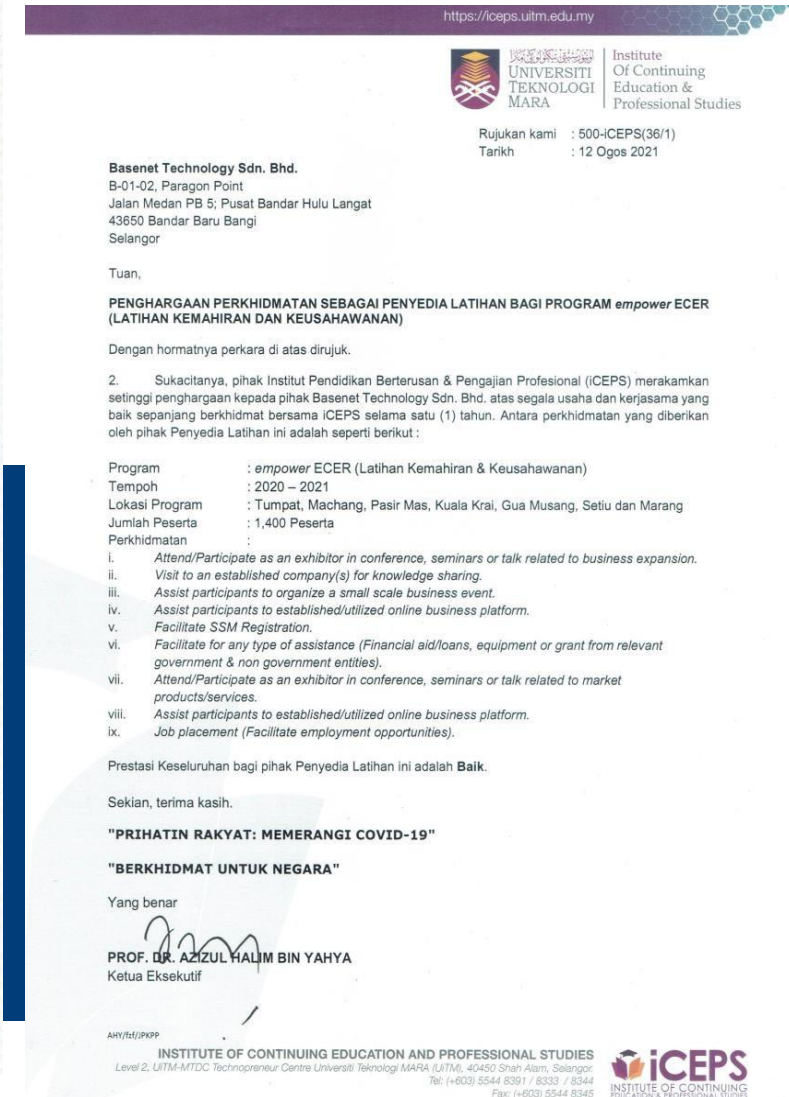 https://iceps.uitm.edu.my
UNIVERSITI
TEKNOLOGI
MARA
Institute
Of Continuing
Education &
Professional Studies
Rujukan kami : 500-iCEPS(36/1)
Tarikh : 12 Ogos 2021
Basenet Technology Sdn. Bhd.
B-01-02, Paragon Point
Jalan Medan PB 5; Pusat Bandar Hulu Langat
43650 Bandar Baru Bangi
Selangor
Tuan,
PENGHARGAAN PERKHIDMATAN SEBAGAI PENYEDIA LATIHAN BAGI PROGRAM empower ECER
(LATIHAN KEMAHIRAN DAN KEUSAHAWANAN)
Dengan hormatnya perkara di atas dirujuk.
2. Sukacitanya, pihak Institut Pendidikan Berterusan & Pengajian Profesional (iCEPS) merakamkan
setinggi penghargaan kepada pihak Basenet Technology Sdn. Bhd. atas segala usaha dan kerjasama yang
baik sepanjang berkhidmat bersama iCEPS selama satu (1) tahun. Antara perkhidmatan yang diberikan
oleh pihak Penyedia Latihan ini adalah seperti berikut :
Program : empower ECER (Latihan Kemahiran & Keusahawanan)
Tempoh : 2020 – 2021
Lokasi Program : Tumpat, Machang, Pasir Mas, Kuala Krai, Gua Musang, Setiu dan Marang
Jumlah Peserta : 1,400 Peserta
Perkhidmatan :
i. Attend/Participate as an exhibitor in conference, seminars or talk related to business expansion.
ii. Visit to an established company(s) for knowledge sharing.
iii. Assist participants to organize a small scale business event.
iv. Assist participants to established/utilized online business platform.
v. Facilitate SSM Registration.
vi. Facilitate for any type of assistance (Financial aid/loans, equipment or grant from relevant
government & non government entities).
vii. Attend/Participate as an exhibitor in conference, seminars or talk related to market
products/services.
viii. Assist participants to established/utilized online business platform.
ix. Job placement (Facilitate employment opportunities).
Prestasi Keseluruhan bagi pihak Penyedia Latihan ini adalah Baik.
Sekian, terima kasih.
"PRIHATIN RAKYAT: MEMERANGI COVID-19"
"BERKHIDMAT UNTUK NEGARA"
Yang benar
PROF. DR. AZIZUL HALIM BIN YAHYA
Ketua Eksekutif
AHY/fzf/JPKPP
INSTITUTE OF CONTINUING EDUCATION AND PROFESSIONAL STUDIES
Level 2, UiTM-MTDC Technopreneur Centre Universiti Teknologi MARA (UiTM), 40450 Shah Alam, Selangor.
Tel: (+603) 5544 8391 / 8333 / 8344
Fax: (+603) 5544 8345
iCEPS
INSTITUTE OF CONTINUING
EDUCATION & PROFESSIONAL STUDIES